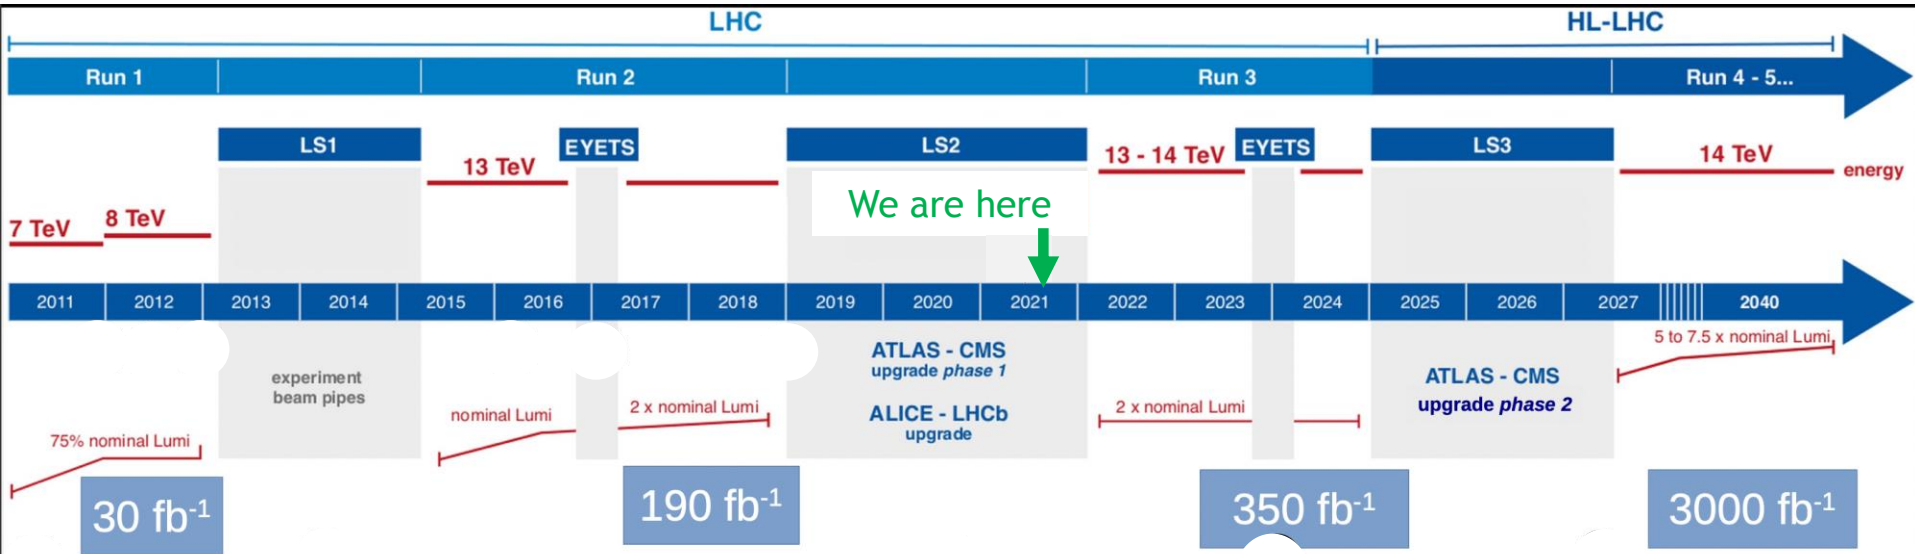 LHC
HL-LHC
Run 1
Run 2
Run 3
Run 4 - 5...
LS1
EYETS
LS2
EYETS
LS3
13 TeV
13 - 14 TeV
14 TeV
energy
7 TeV
8 TeV
We are here
2011
2012
2013
2014
2015
2016
2017
2018
2019
2020
2021
2022
2023
2024
2025
2026
2027
2040
5 to 7.5 x nominal Lumi
experiment
beam pipes
ATLAS - CMS
upgrade phase 1
ALICE - LHCb
upgrade
ATLAS - CMS
upgrade phase 2
75% nominal Lumi
nominal Lumi
2 x nominal Lumi
2 x nominal Lumi
30 fb-1
190 fb-1
350 fb-1
3000 fb-1